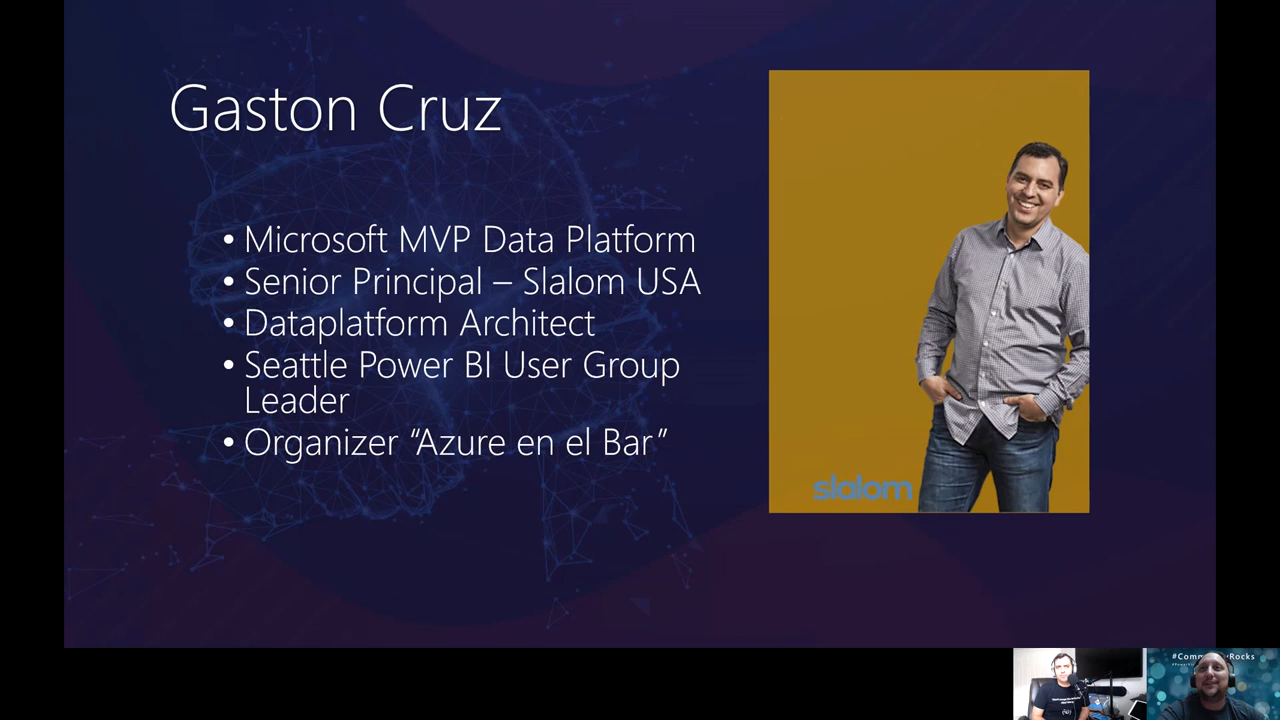 Gaston Cruz
• Microsoft MVP Data Platform
• Senior Principal – Slalom USA
• Dataplatform Architect
• Seattle Power BI User Group
Leader
• Organizer “Azure en el Bar”
slalom